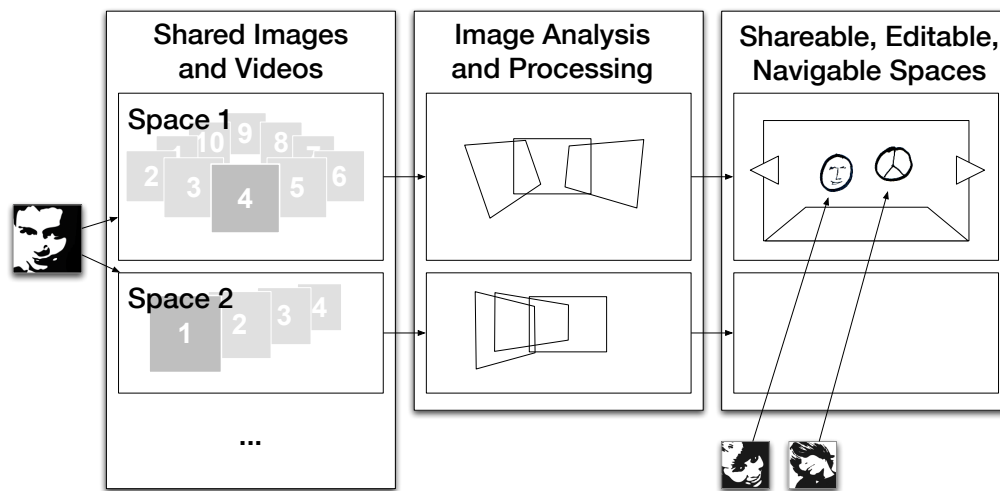 Shared Images
and Videos
Image Analysis
and Processing
Shareable, Editable,
Navigable Spaces
Space 1
1
10
9
8
7
2
3
4
5
6
Space 2
1
2
3
4
...